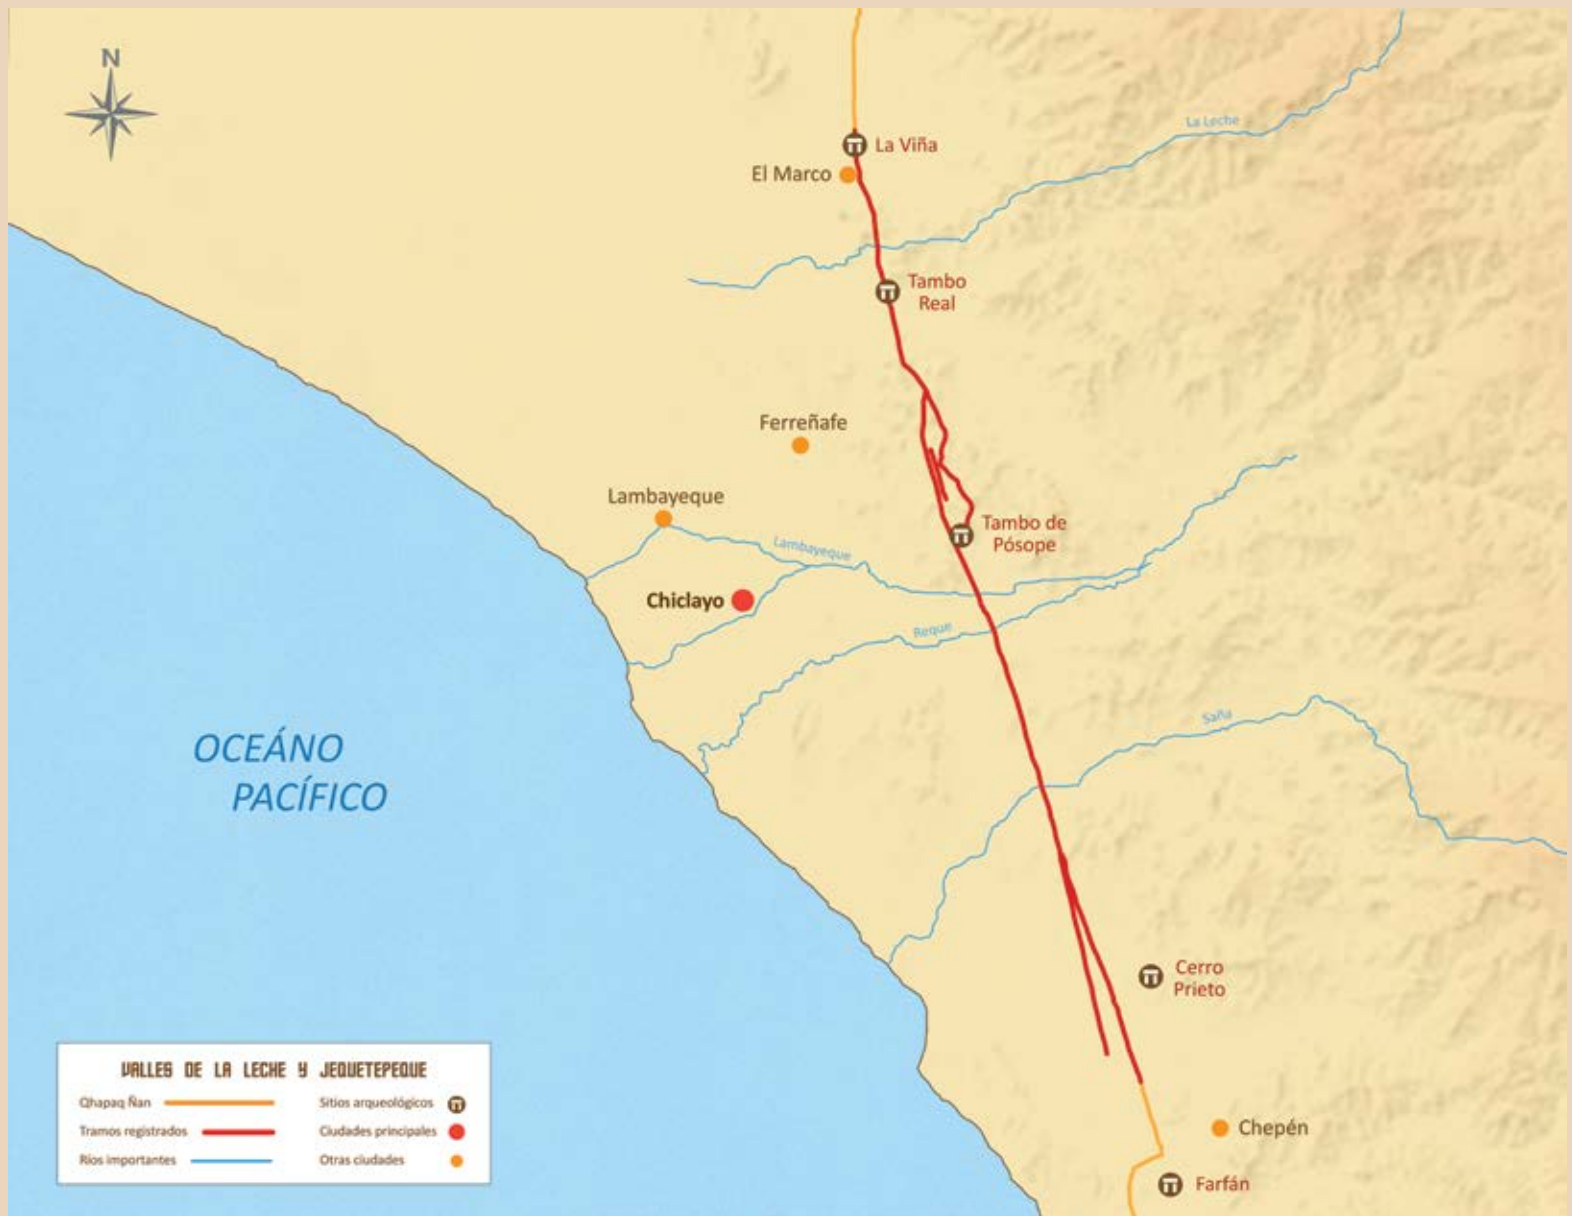 N
La Leche
La Viña
El Marco
Tambo
Real
Ferreñafe
Lambayeque
Tambo de
Pósope
Lambayeque
Chiclayo
Reque
Saña
OCEÁNO
PACÍFICO
Cerro
Prieto
Chepén
Farfán
VALLES DE LA LECHE Y JEQUETEPEQUE
Qhapaq Ñan
Sitios arqueológicos
Tramos registrados
Ciudades principales
Ríos importantes
Otras ciudades